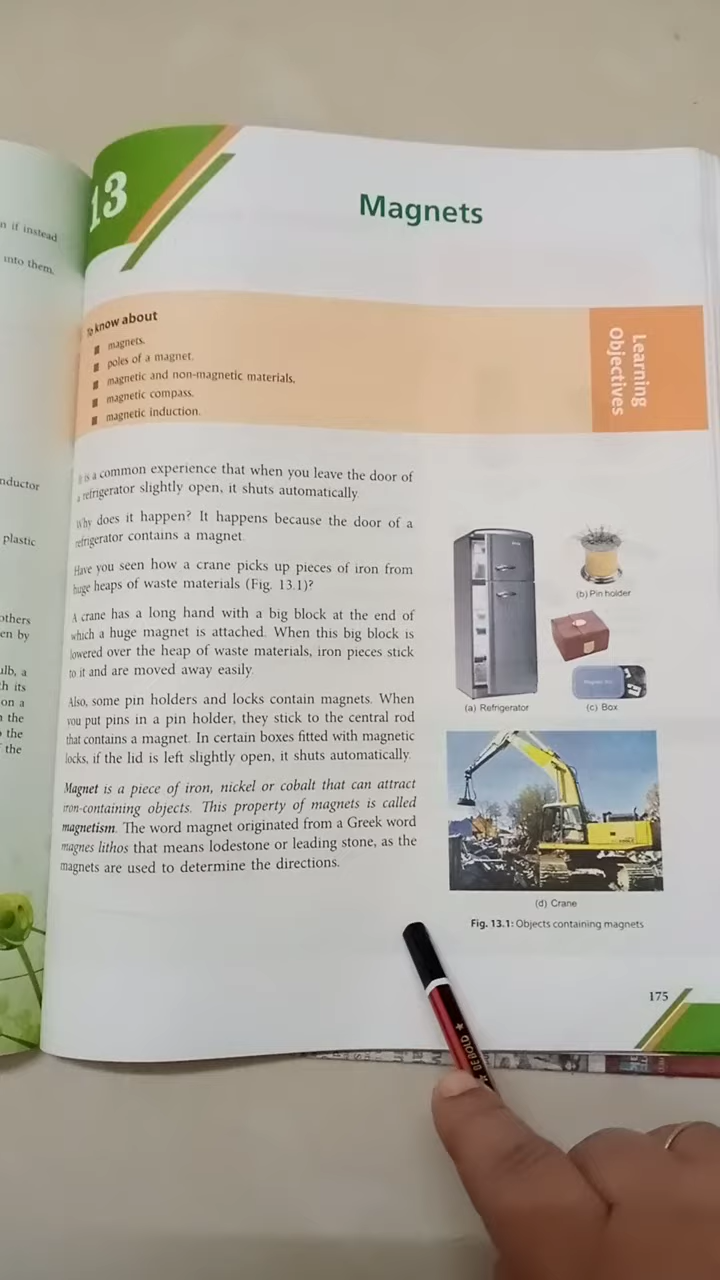 n if instead
into them.
nductor
plastic
others
en by
ulb, a
h its
on a
the
the
the
13
Magnets
To know about
■ magnets.
■ poles of a magnet.
■ magnetic and non-magnetic materials.
■ magnetic compass.
■ magnetic induction.
Learning
Objectives
It is a common experience that when you leave the door of
a refrigerator slightly open, it shuts automatically.
Why does it happen? It happens because the door of a
refrigerator contains a magnet.
Have you seen how a crane picks up pieces of iron from
huge heaps of waste materials (Fig. 13.1)?
A crane has a long hand with a big block at the end of
which a huge magnet is attached. When this big block is
lowered over the heap of waste materials, iron pieces stick
to it and are moved away easily.
Also, some pin holders and locks contain magnets. When
you put pins in a pin holder, they stick to the central rod
that contains a magnet. In certain boxes fitted with magnetic
locks, if the lid is left slightly open, it shuts automatically.
Magnet is a piece of iron, nickel or cobalt that can attract
iron-containing objects. This property of magnets is called
magnetism. The word magnet originated from a Greek word
magnes lithos that means lodestone or leading stone, as the
magnets are used to determine the directions.
(a) Refrigerator
(b) Pin holder
(c) Box
(d) Crane
Fig. 13.1: Objects containing magnets
175
BEBOLD